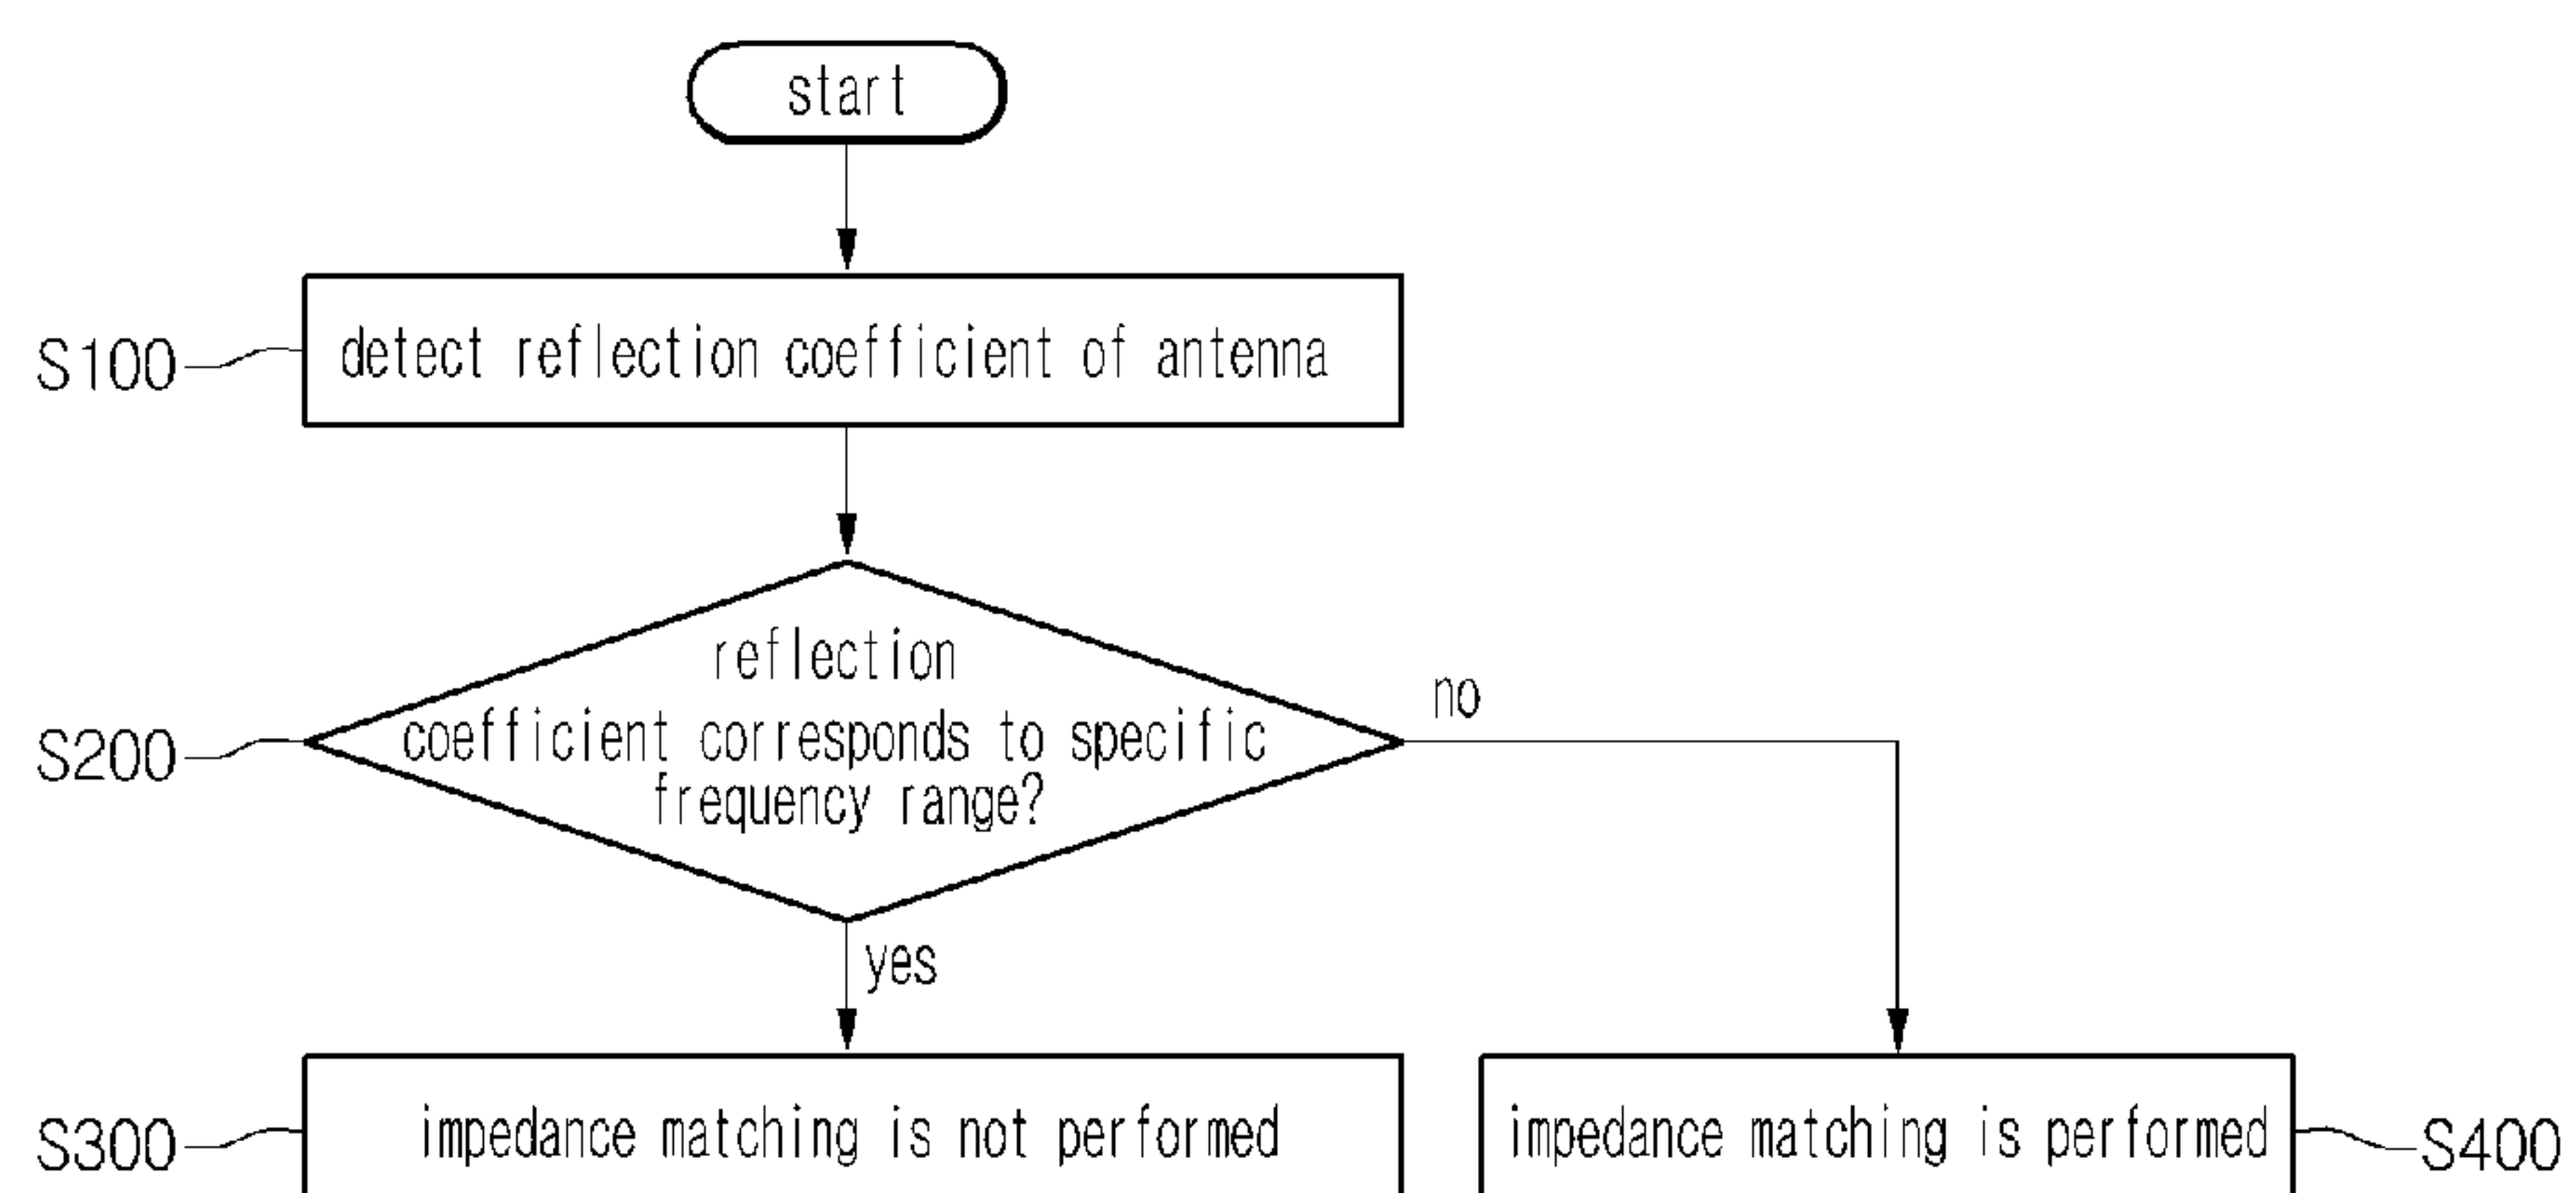 start
S100
detect reflection coefficient of antenna
reflection
coefficient corresponds to specific
frequency range?
S200
no
yes
S300
impedance matching is not performed
impedance matching is performed
S400